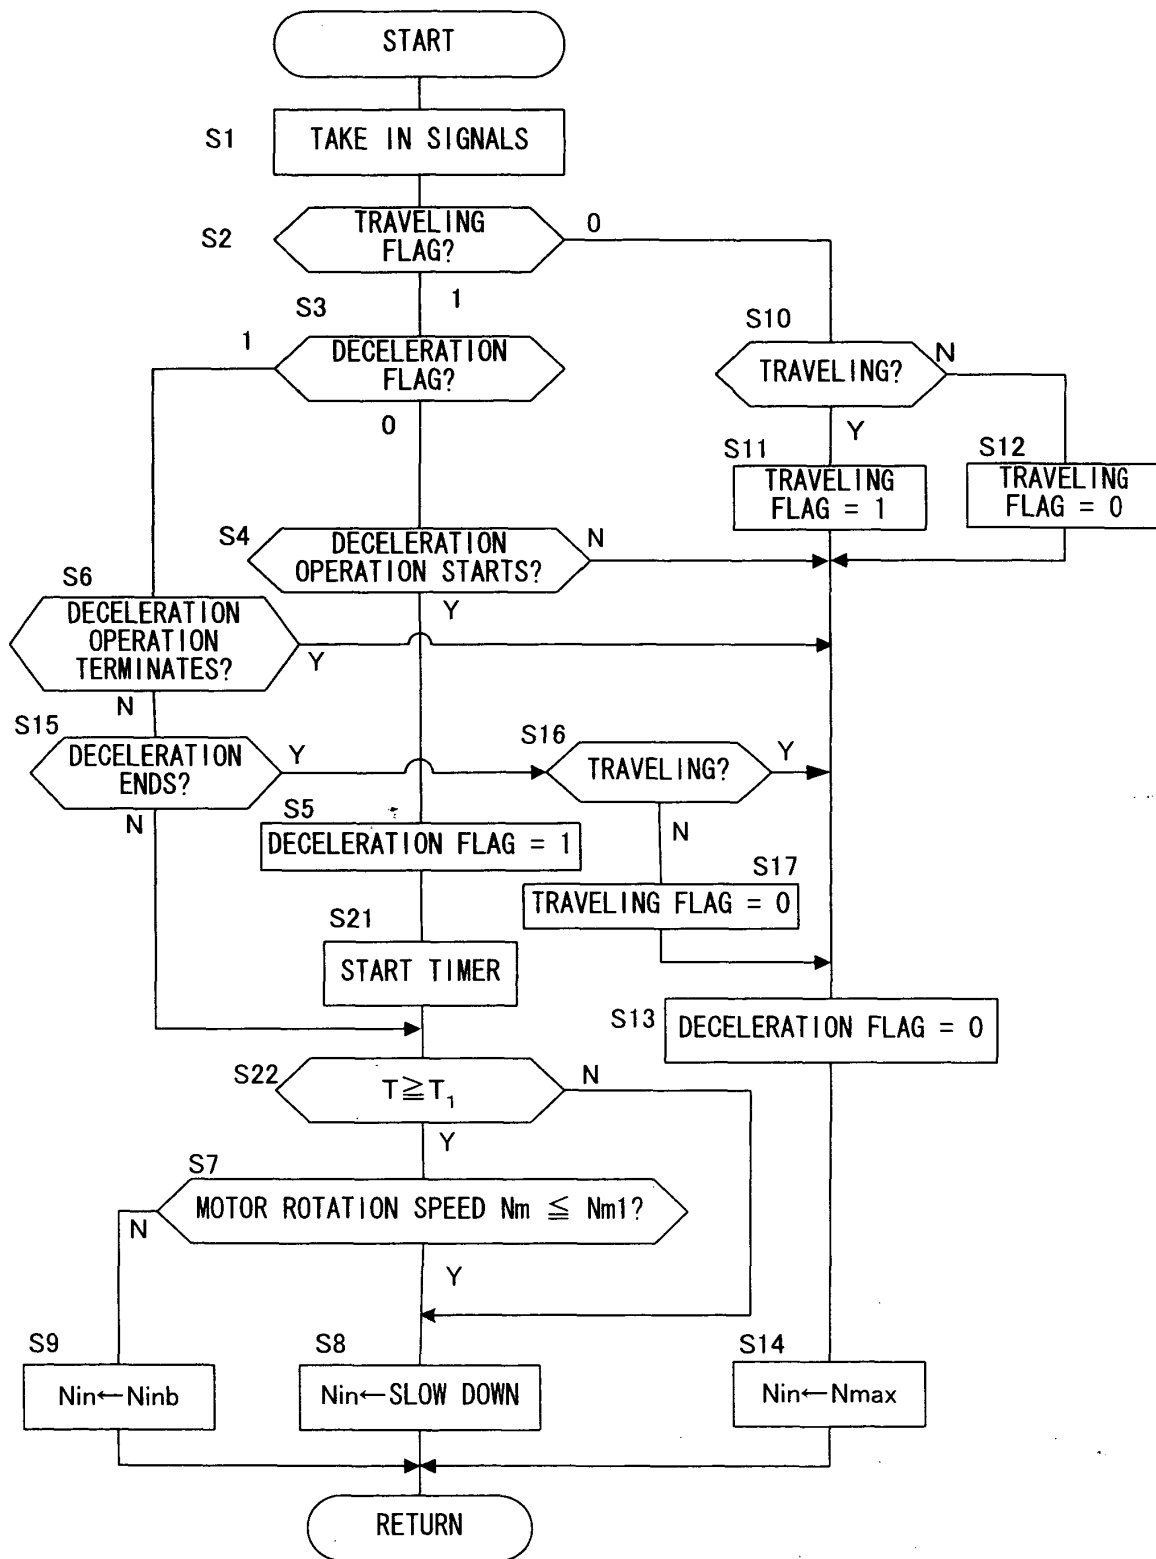 START
S1
TAKE IN SIGNALS
S2
TRAVELING
FLAG?
0
1
S3
1
DECELERATION
FLAG?
0
S10
TRAVELING?
N
Y
S11
TRAVELING
FLAG = 1
S12
TRAVELING
FLAG = 0
S4
DECELERATION
OPERATION STARTS?
N
Y
S6
DECELERATION
OPERATION
TERMINATES?
Y
N
S15
DECELERATION
ENDS?
Y
N
S16
TRAVELING?
Y
N
S5
DECELERATION FLAG = 1
S17
TRAVELING FLAG = 0
S21
START TIMER
S13
DECELERATION FLAG = 0
S22
T≧T1
N
Y
S7
MOTOR ROTATION SPEED Nm ≦ Nm1?
N
Y
S9
Nin←Ninb
S8
Nin←SLOW DOWN
S14
Nin←Nmax
RETURN